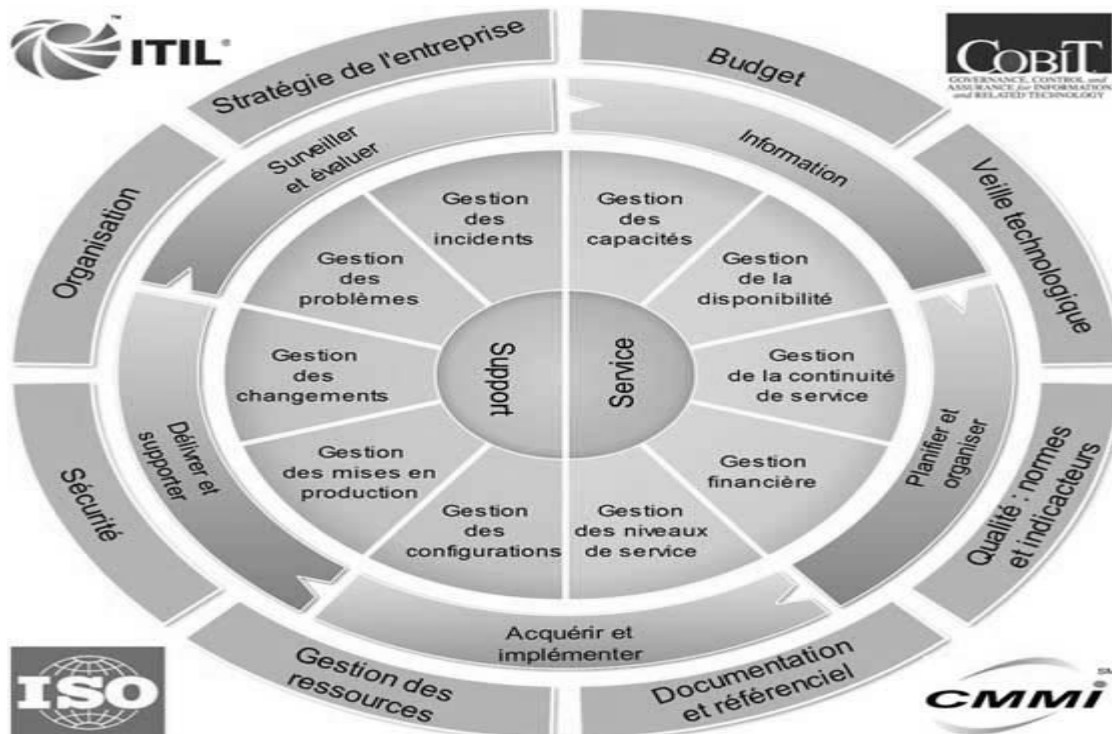 ITIL®
COBIT
GOVERNANCE, CONTROL and
ASSURANCE for INFORMATION
and RELATED TECHNOLOGY
Stratégie de l'entreprise
Budget
Veille technologique
Qualité : normes
et indicacteurs
Documentation
et référenciel
Gestion des
ressources
Sécurité
Organisation
Surveiller
et évaluer
Information
Planifier et
organiser
Acquérir et
implémenter
Délivrer et
supporter
Gestion
des
incidents
Gestion
des
capacités
Gestion
de la
disponibilité
Gestion
de la continuité
de service
Gestion
financière
Gestion
des niveaux
de service
Gestion
des
configurations
Gestion
des mises en
production
Gestion
des
changements
Gestion
des
problèmes
Support
Service
ISO
CMMi
SM